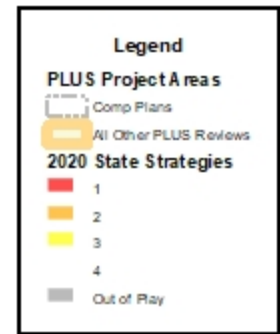 Legend
PLUS Project Areas
Comp Plans
All Other PLUS Reviews
2020 State Strategies
1
2
3
4
Out of Play